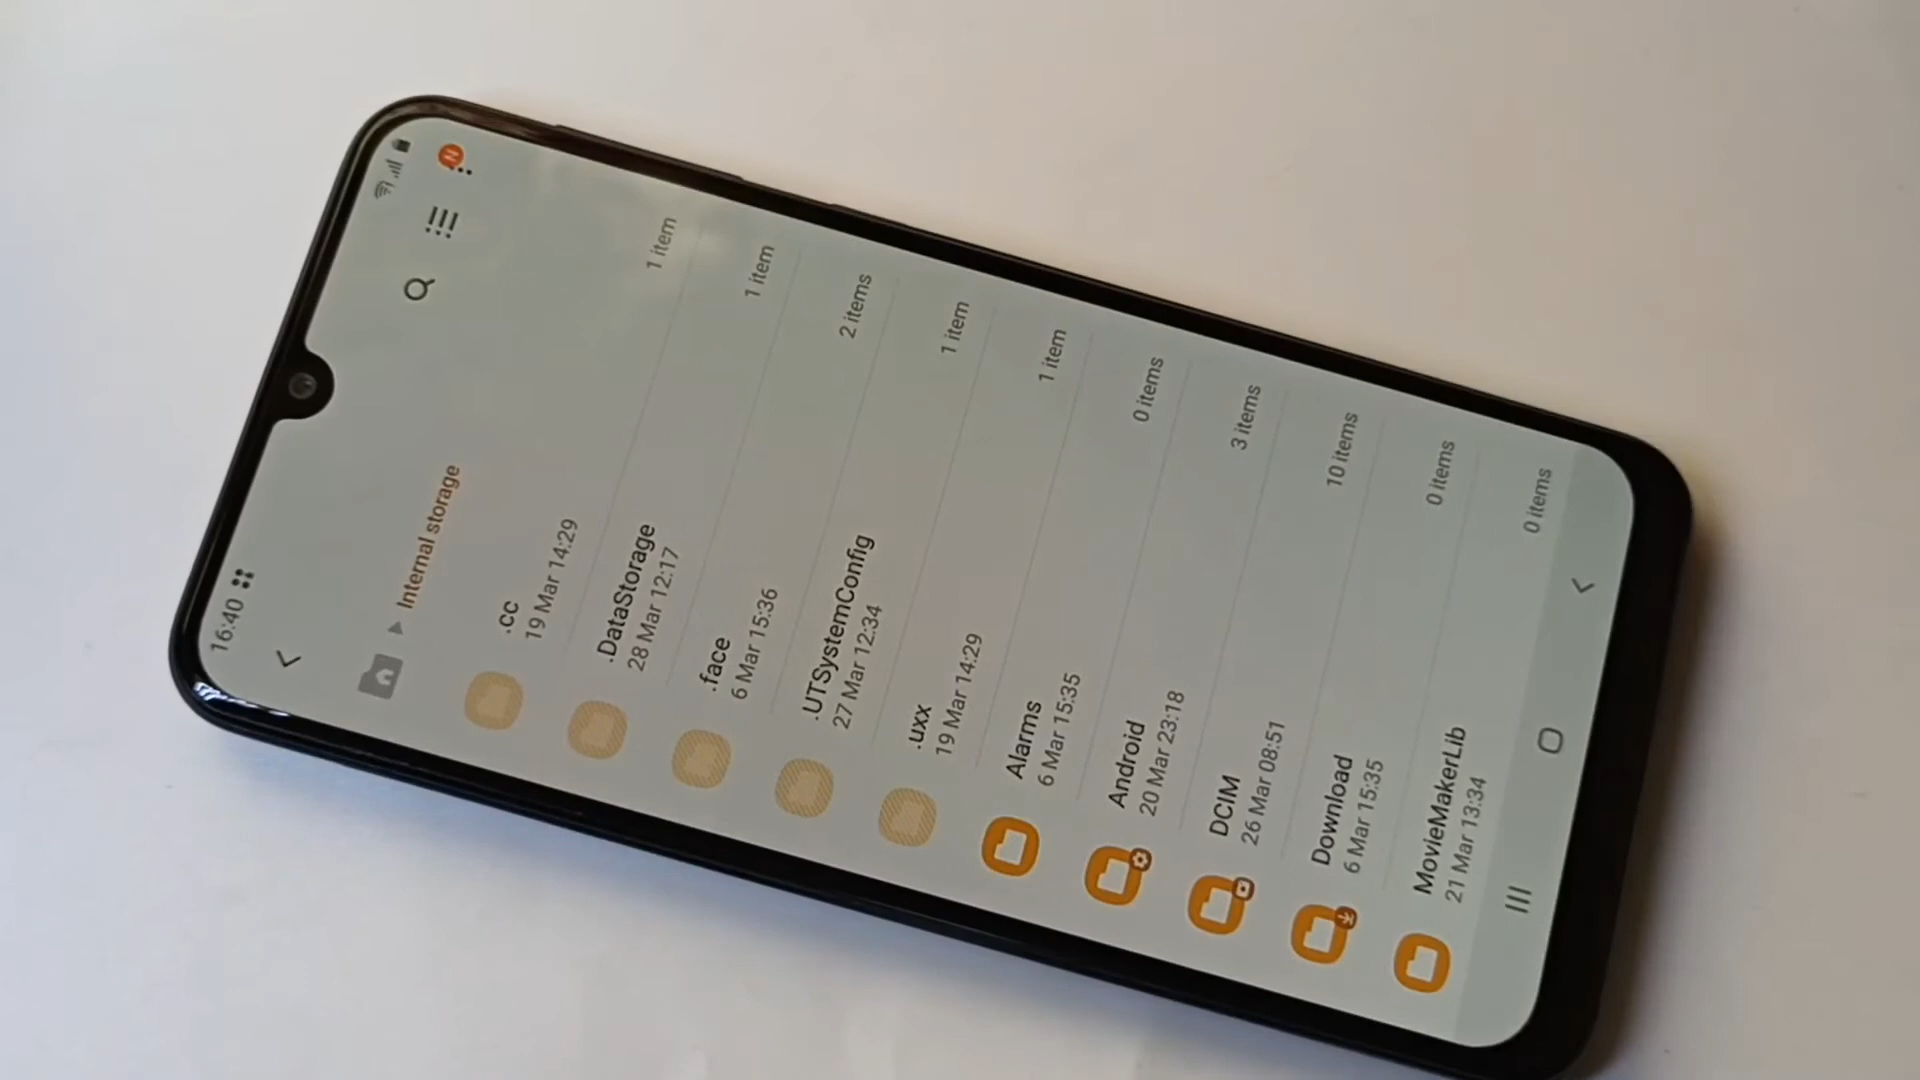 16:40
Internal storage
N
.cc
19 Mar 14:29 1 item
.DataStorage
28 Mar 12:17 1 item
.face
6 Mar 15:36 2 items
.UTSystemConfig
27 Mar 12:34 1 item
.uxx
19 Mar 14:29 1 item
Alarms
6 Mar 15:35 0 items
Android
20 Mar 23:18 3 items
DCIM
26 Mar 08:51 10 items
Download
6 Mar 15:35 0 items
MovieMakerLib
21 Mar 13:34 0 items